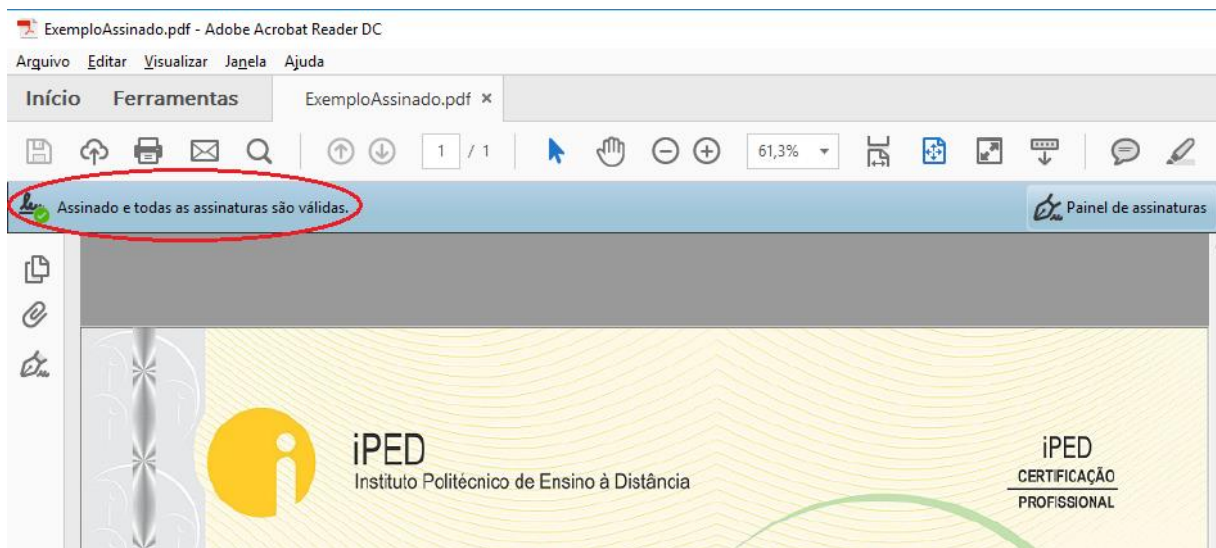 ExemploAssinado.pdf - Adobe Acrobat Reader DC
Arquivo Editar Visualizar Janela Ajuda
Início Ferramentas ExemploAssinado.pdf ×
1 / 1 61,3%
Assinado e todas as assinaturas são válidas. Painel de assinaturas
iPED
Instituto Politécnico de Ensino à Distância
iPED
CERTIFICAÇÃO
PROFISSIONAL